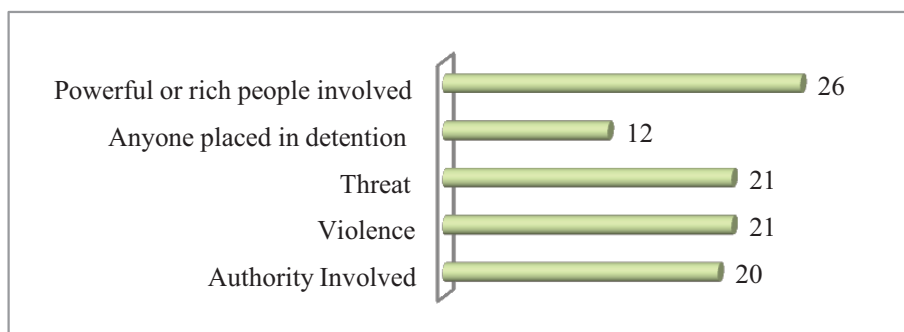 Powerful or rich people involved 26
Anyone placed in detention 12
Threat 21
Violence 21
Authority Involved 20